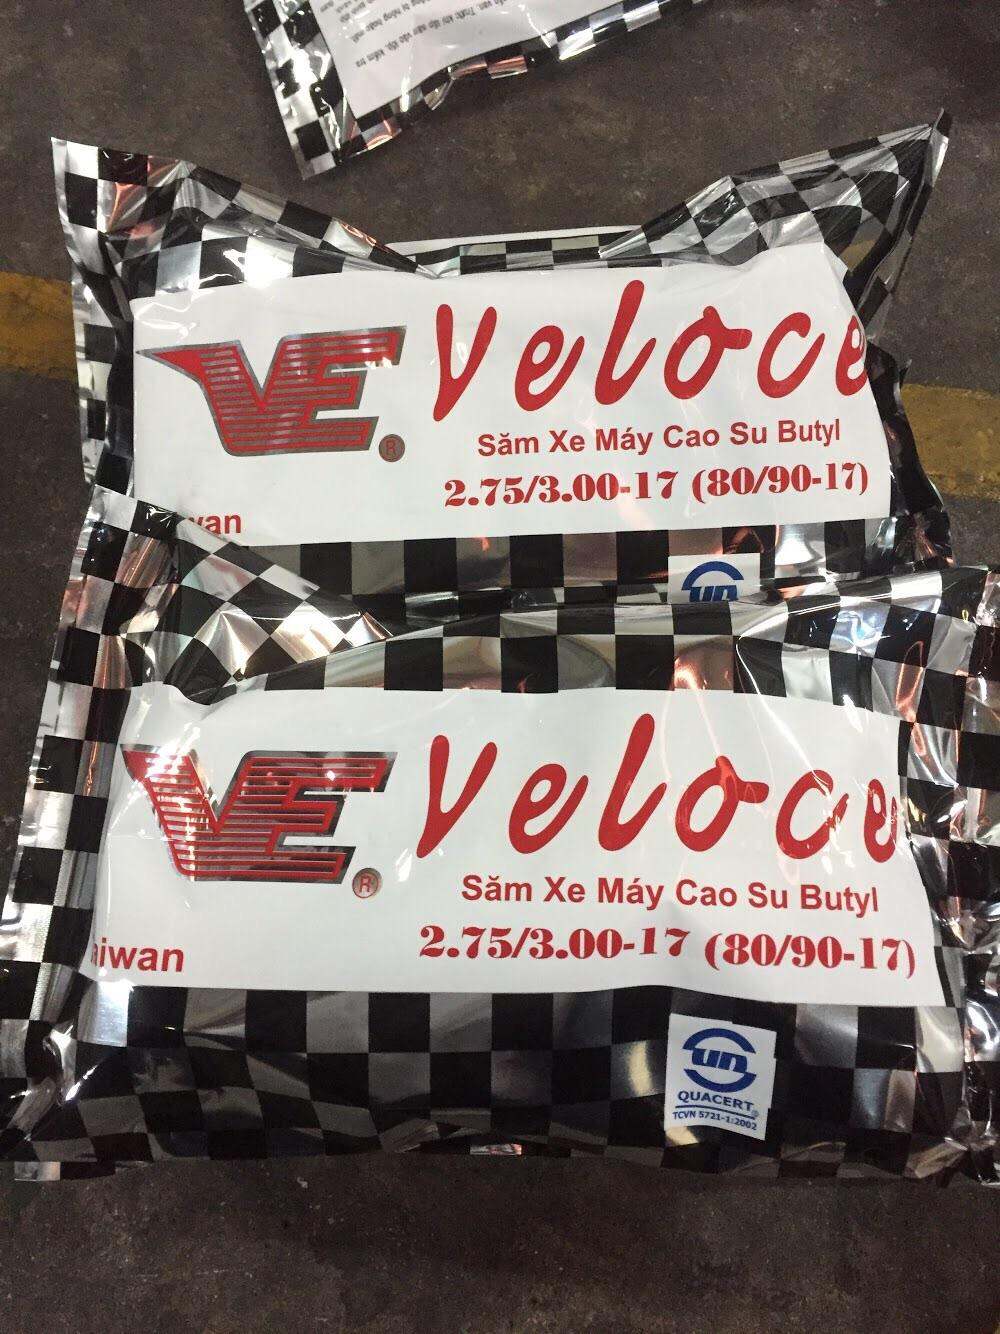 VE
®
Veloce
Săm Xe Máy Cao Su Butyl
2.75/3.00-17 (80/90-17)
wan
VE
®
Veloce
Săm Xe Máy Cao Su Butyl
2.75/3.00-17 (80/90-17)
aiwan
QUACERT
TCVN 5721-1:2002